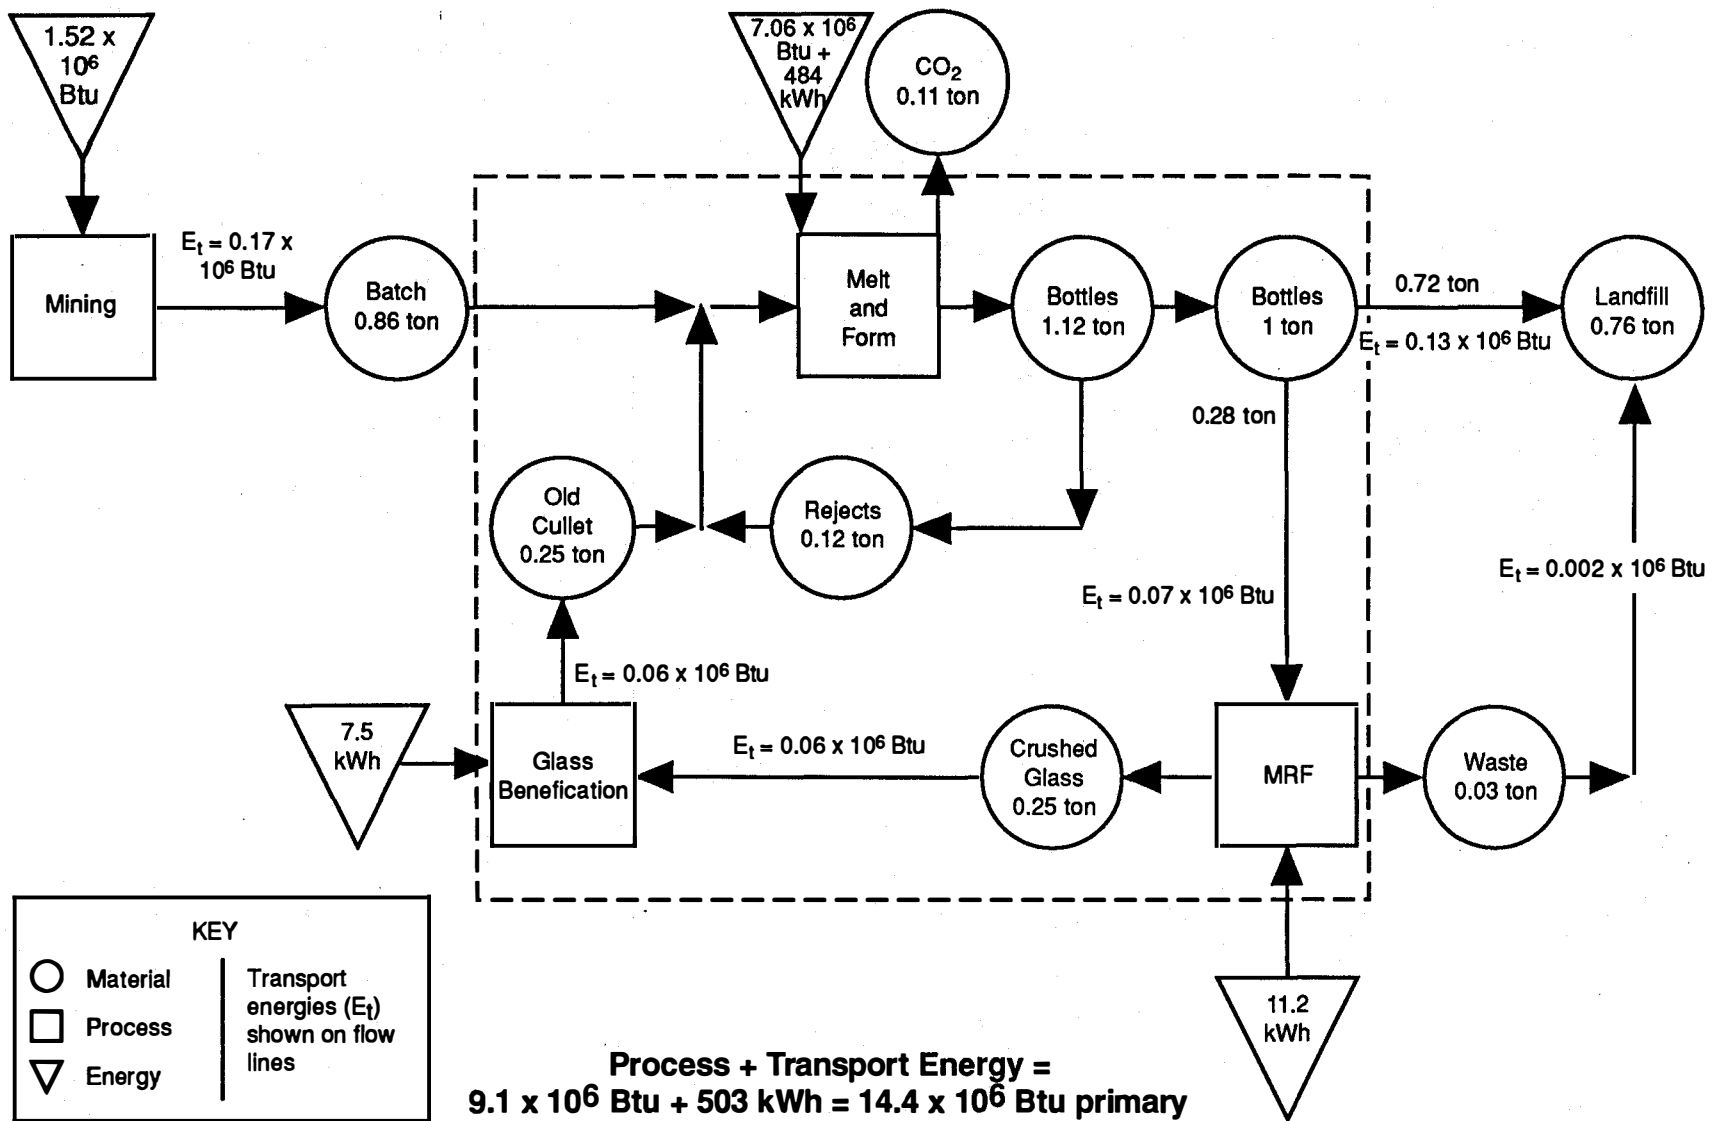 1.52 x
10⁶
Btu
7.06 x 10⁶
Btu +
484
kWh
CO₂
0.11 ton
Mining
Eₜ = 0.17 x
10⁶ Btu
Batch
0.86 ton
Melt
and
Form
Bottles
1.12 ton
Bottles
1 ton
0.72 ton
Eₜ = 0.13 x 10⁶ Btu
Landfill
0.76 ton
0.28 ton
Old
Cullet
0.25 ton
Rejects
0.12 ton
Eₜ = 0.07 x 10⁶ Btu
Eₜ = 0.002 x 10⁶ Btu
Eₜ = 0.06 x 10⁶ Btu
7.5
kWh
Glass
Benefication
Eₜ = 0.06 x 10⁶ Btu
Crushed
Glass
0.25 ton
MRF
Waste
0.03 ton
11.2
kWh
KEY
Material
Process
Energy
Transport
energies (Eₜ)
shown on flow
lines
Process + Transport Energy =
9.1 x 10⁶ Btu + 503 kWh = 14.4 x 10⁶ Btu primary